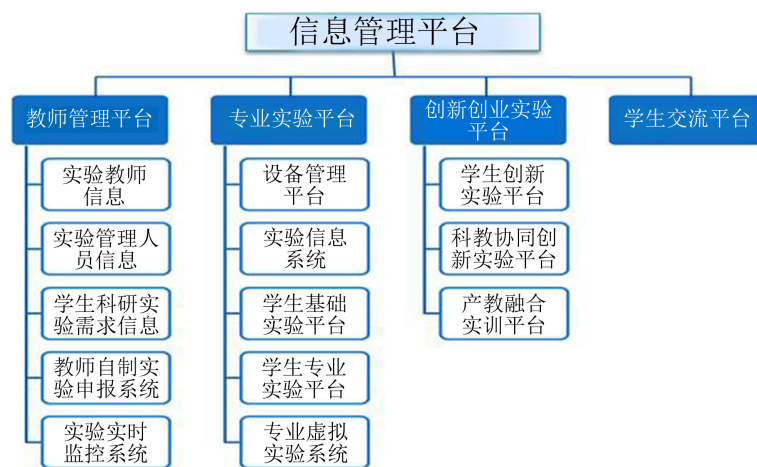 信息管理平台
教师管理平台
实验教师
信息
实验管理人
员信息
学生科研实
验需求信息
教师自制实
验申报系统
实验实时
监控系统
专业实验平台
设备管理
平台
实验信息
系统
学生基础
实验平台
学生专业
实验平台
专业虚拟
实验系统
创新创业实验
平台
学生创新
实验平台
科教协同创
新实验平台
产教融合
实训平台
学生交流平台